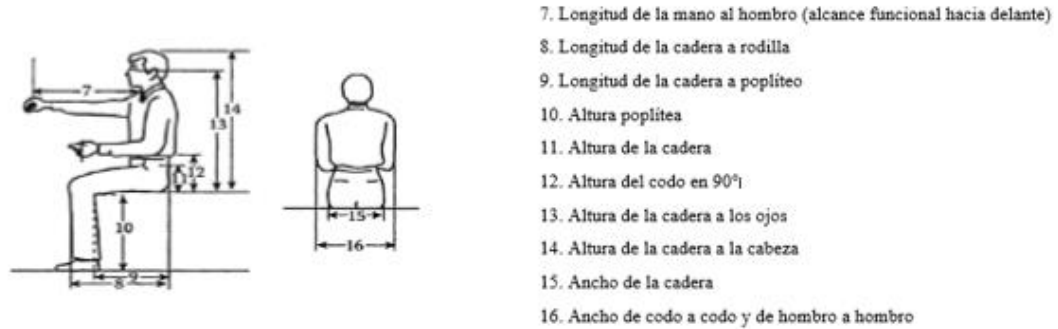 7. Longitud de la mano al hombro (alcance funcional hacia delante)
8. Longitud de la cadera a rodilla
9. Longitud de la cadera a poplíteo
10. Altura poplítea
11. Altura de la cadera
12. Altura del codo en 90°
13. Altura de la cadera a los ojos
14. Altura de la cadera a la cabeza
15. Ancho de la cadera
16. Ancho de codo a codo y de hombro a hombro
7
14
13
12
10
9
8
15
16